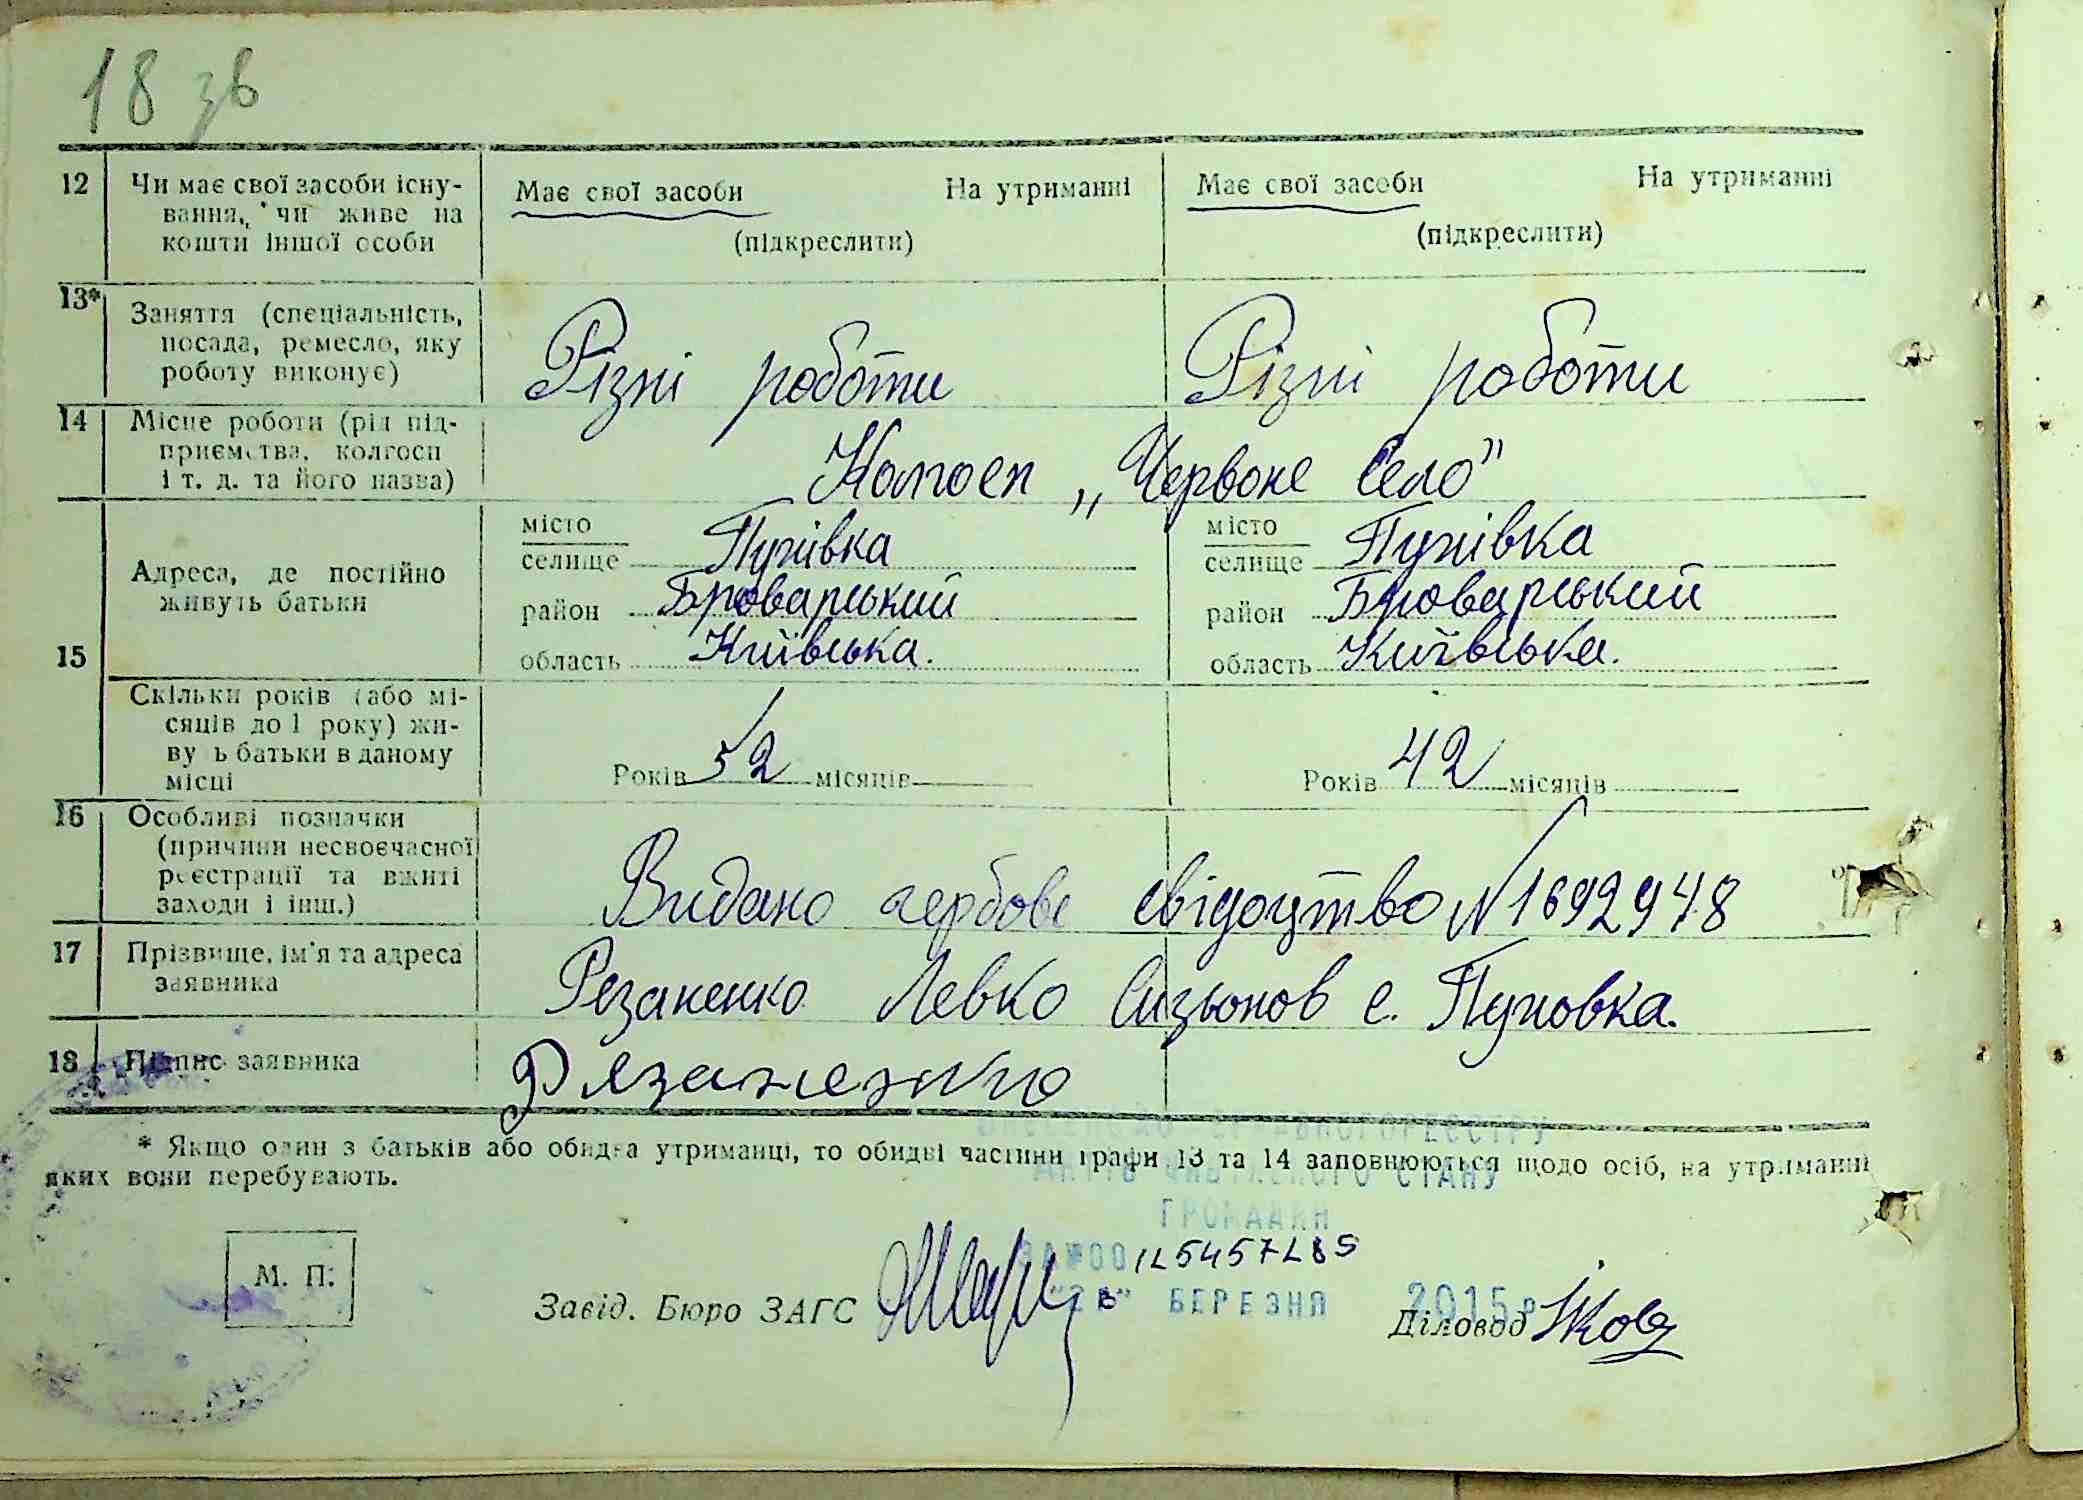 18 зв
12 Чи має свої засоби існу- Має свої засоби На утриманні Має свої засоби На утриманні
вання, чи живе на
кошти іншої особи (підкреслити) (підкреслити)
13* Заняття (спеціальність,
посада, ремесло, яку Різні роботи Різні роботи
роботу виконує)
14 Місце роботи (рід під-
приємства, колгосп Колгосп „Червоне Село"
і т. д. та його назва)
15 Адреса, де постійно
живуть батьки
місто
селище Пухівка
район Броварський
область Київська.
місто
селище Пухівка
район Броварський
область Київська.
Скільки років (або мі-
сяців до 1 року) жи-
вуть батьки в даному
місці Років 52 місяців Років 42 місяців
16 Особливі позначки
(причини несвоєчасної
реєстрації та вжиті Видано гербове свідоцтво №1692948
заходи і інш.)
17 Прізвище, ім'я та адреса
заявника Резаненко Левко Сизьонов с. Пуховка.
18 Підпис заявника Рязаненко
* Якщо один з батьків або обидва утриманці, то обидві частини графи 13 та 14 заповнюються щодо осіб, на утриманні
яких вони перебувають.
СТАНУ
ГРОМАДЯН
БЕРЕЗНЯ 2015р
М. П.
Завід. Бюро ЗАГС Діловод